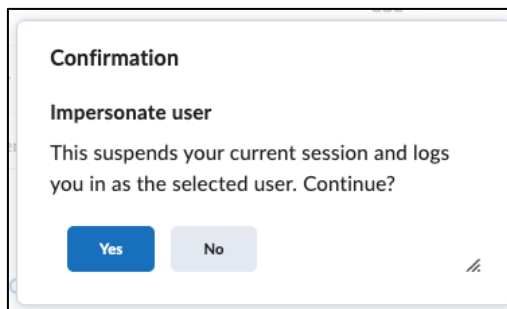 Confirmation
Impersonate user
This suspends your current session and logs
you in as the selected user. Continue?
Yes
No